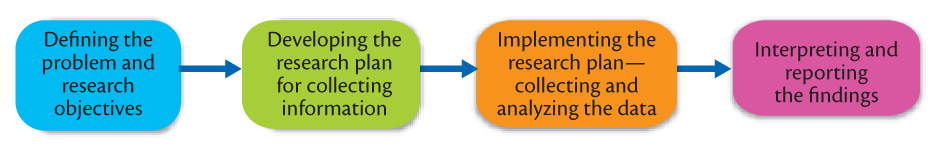 Defining the
problem and
research
objectives
Developing the
research plan
for collecting
information
Implementing the
research plan—
collecting and
analyzing the data
Interpreting and
reporting
the findings